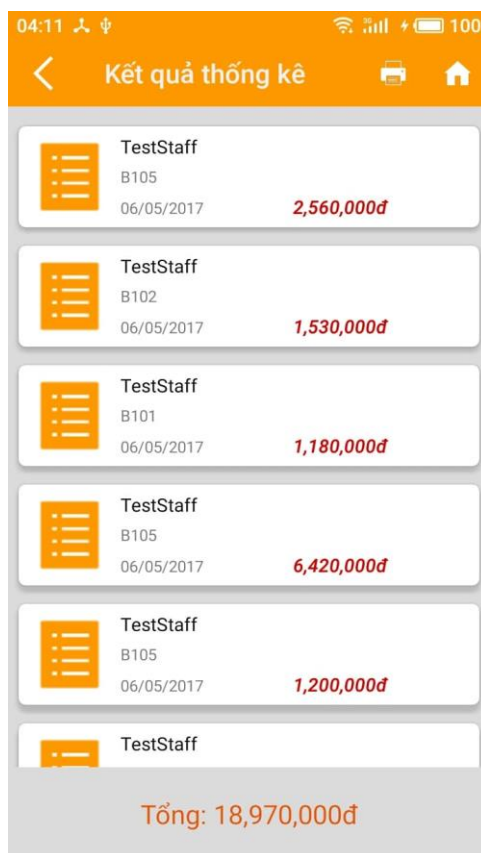 04:11 100
Kết quả thống kê
TestStaff
B105
06/05/2017 2,560,000đ
TestStaff
B102
06/05/2017 1,530,000đ
TestStaff
B101
06/05/2017 1,180,000đ
TestStaff
B105
06/05/2017 6,420,000đ
TestStaff
B105
06/05/2017 1,200,000đ
TestStaff
Tổng: 18,970,000đ